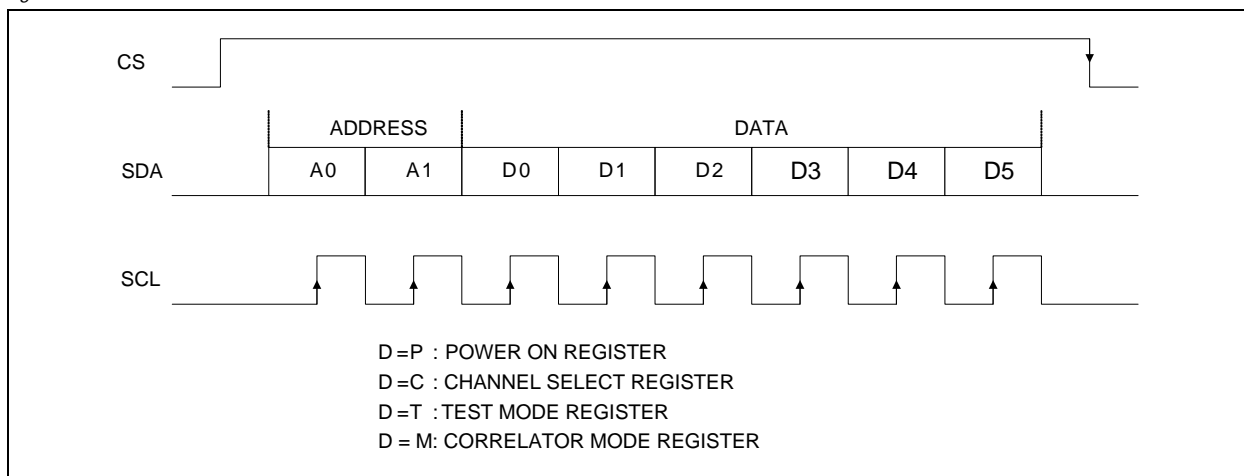 CS
ADDRESS DATA
SDA A0 A1 D0 D1 D2 D3 D4 D5
SCL
D =P : POWER ON REGISTER
D =C : CHANNEL SELECT REGISTER
D =T : TEST MODE REGISTER
D = M: CORRELATOR MODE REGISTER